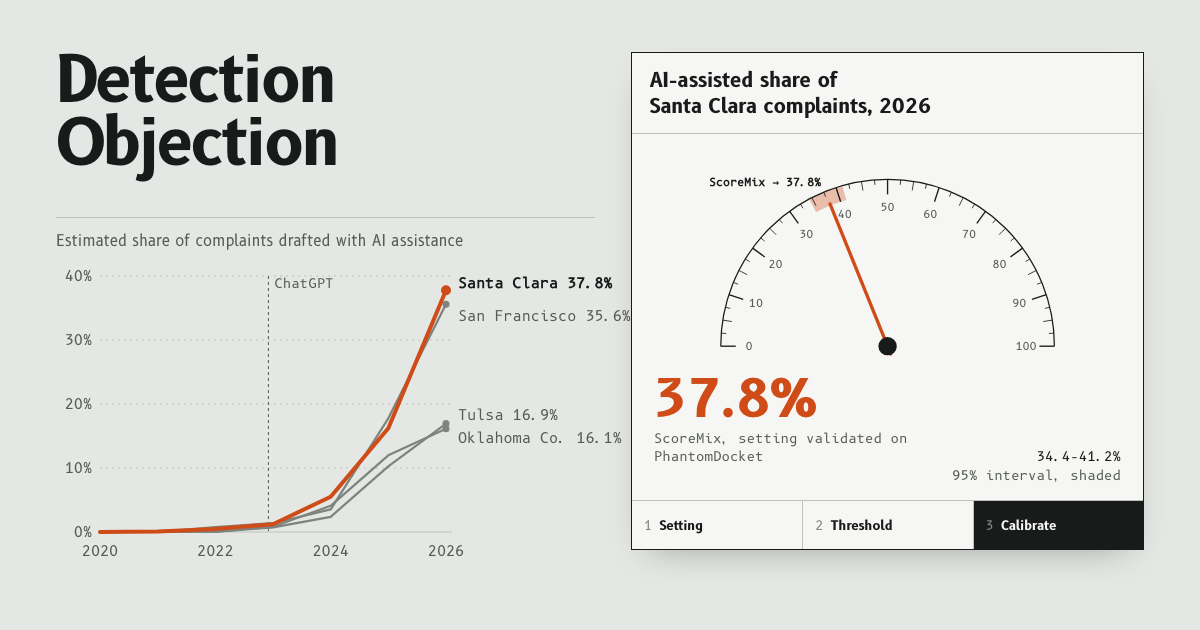 Detection
Objection
Estimated share of complaints drafted with AI assistance
40%
30%
20%
10%
0%
ChatGPT
Santa Clara 37.8%
San Francisco 35.6%
Tulsa 16.9%
Oklahoma Co. 16.1%
2020
2022
2024
2026
AI-assisted share of
Santa Clara complaints, 2026
ScoreMix → 37.8%
0
10
20
30
40
50
60
70
80
90
100
37.8%
ScoreMix, setting validated on
PhantomDocket
34.4–41.2%
95% interval, shaded
1 Setting
2 Threshold
3 Calibrate